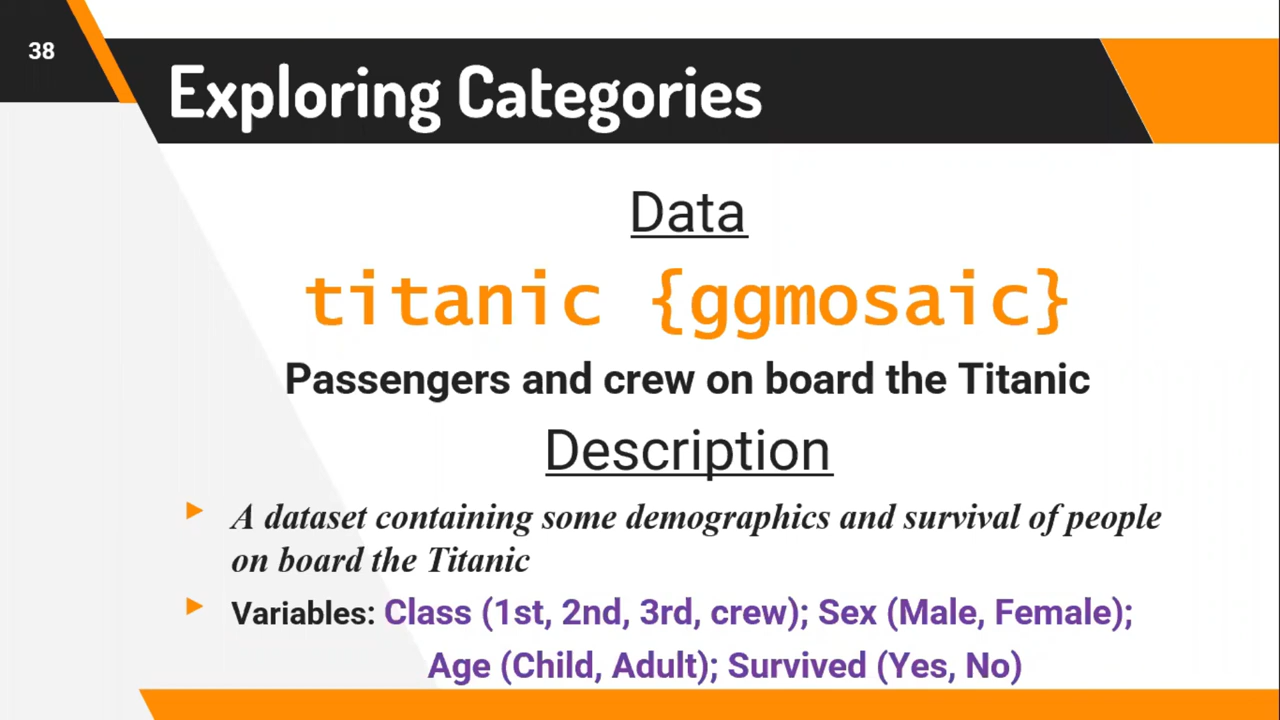 38
Exploring Categories
Data
titanic {ggmosaic}
Passengers and crew on board the Titanic
Description
A dataset containing some demographics and survival of people
on board the Titanic
Variables: Class (1st, 2nd, 3rd, crew); Sex (Male, Female);
Age (Child, Adult); Survived (Yes, No)